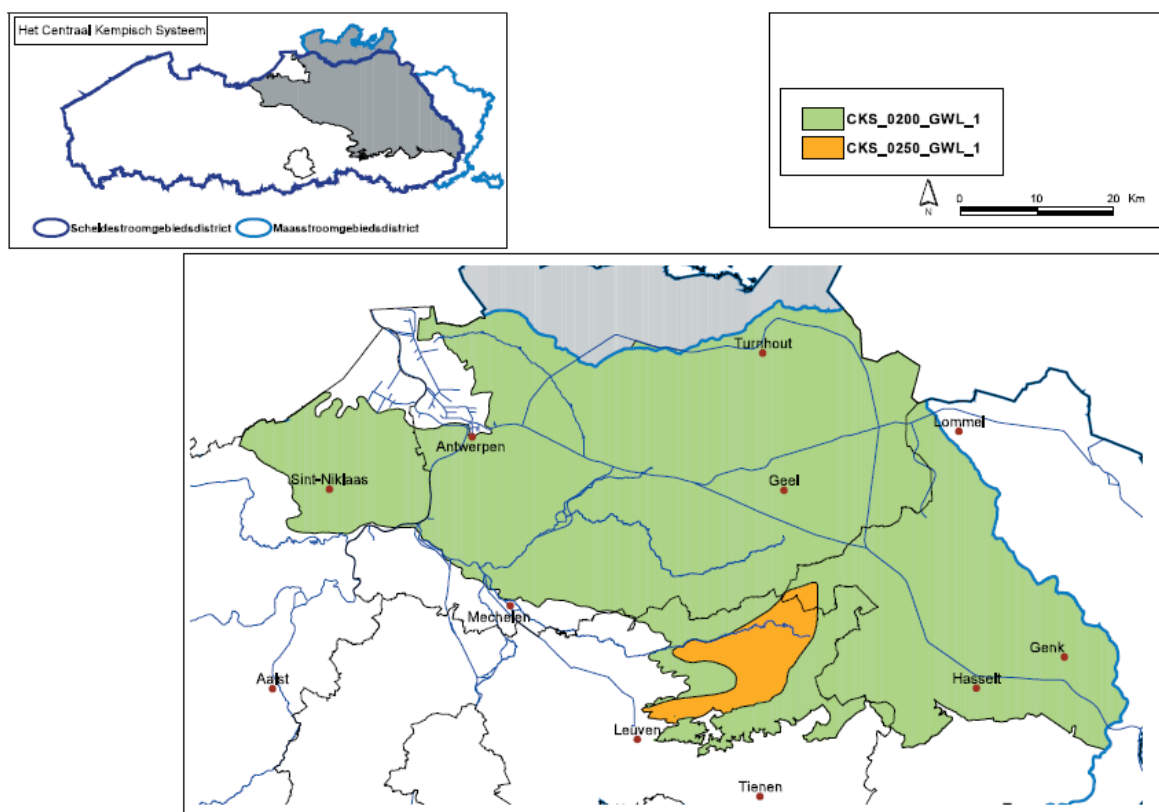 Het Centraal Kempisch Systeem
Scheldestroomgebiedsdistrict
Maasstroomgebiedsdistrict
CKS_0200_GWL_1
CKS_0250_GWL_1
N
0 10 20 Km
Turnhout
Lommel
Antwerpen
Sint-Niklaas
Geel
Mechelen
Genk
Aalst
Hasselt
Leuven
Tienen